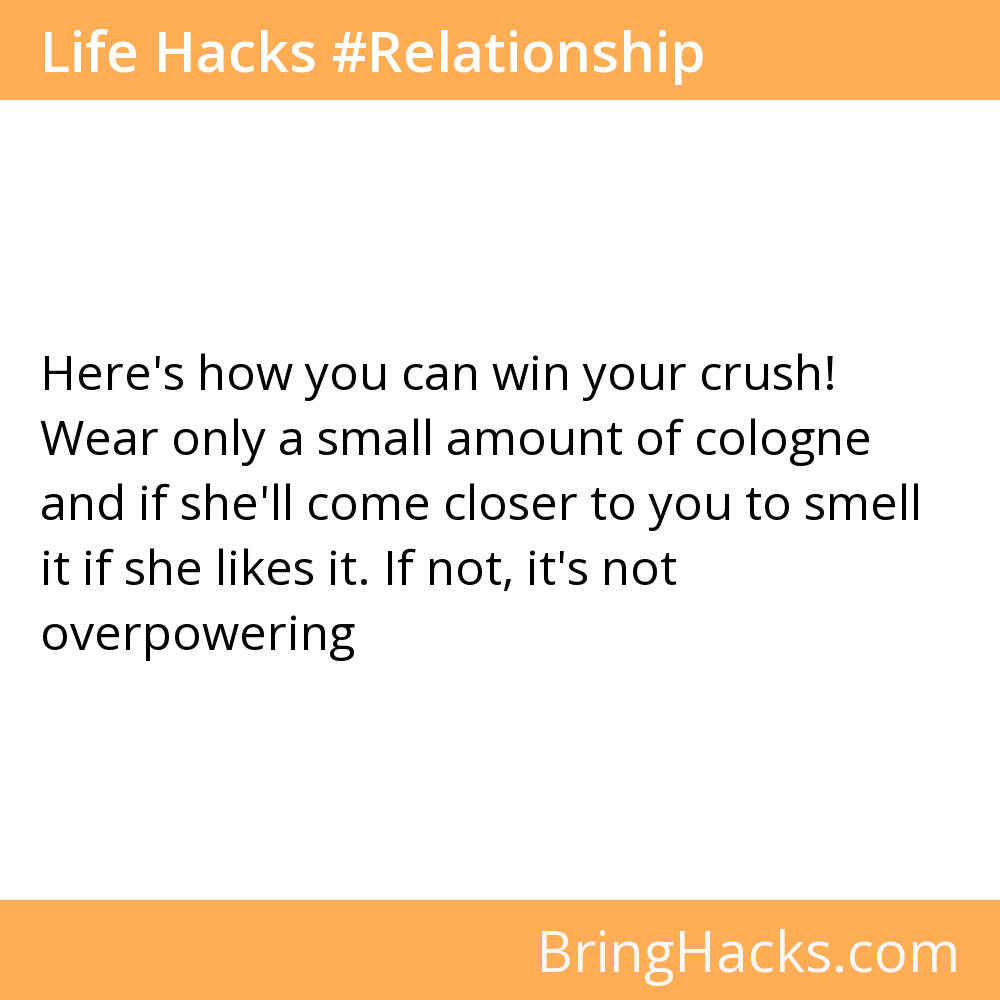 Life Hacks #Relationship
Here's how you can win your crush!
Wear only a small amount of cologne
and if she'll come closer to you to smell
it if she likes it. If not, it's not
overpowering
BringHacks.com